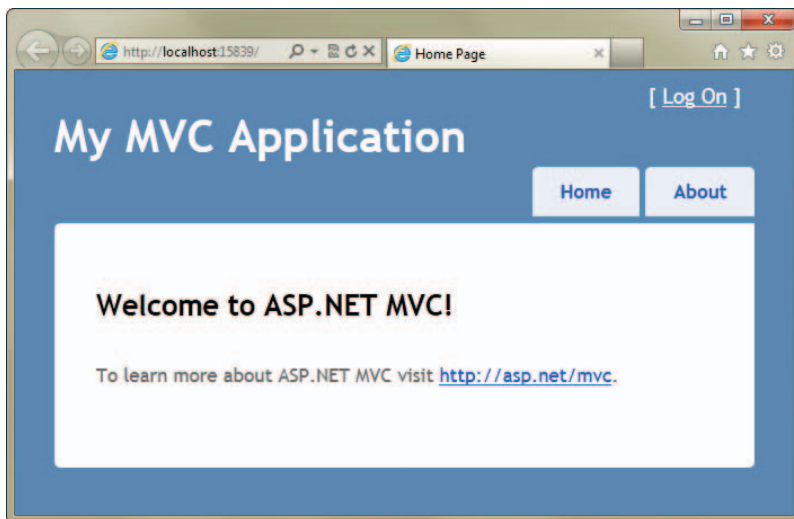 http://localhost:15839/
Home Page
[ Log On ]
My MVC Application
Home
About
Welcome to ASP.NET MVC!
To learn more about ASP.NET MVC visit http://asp.net/mvc.